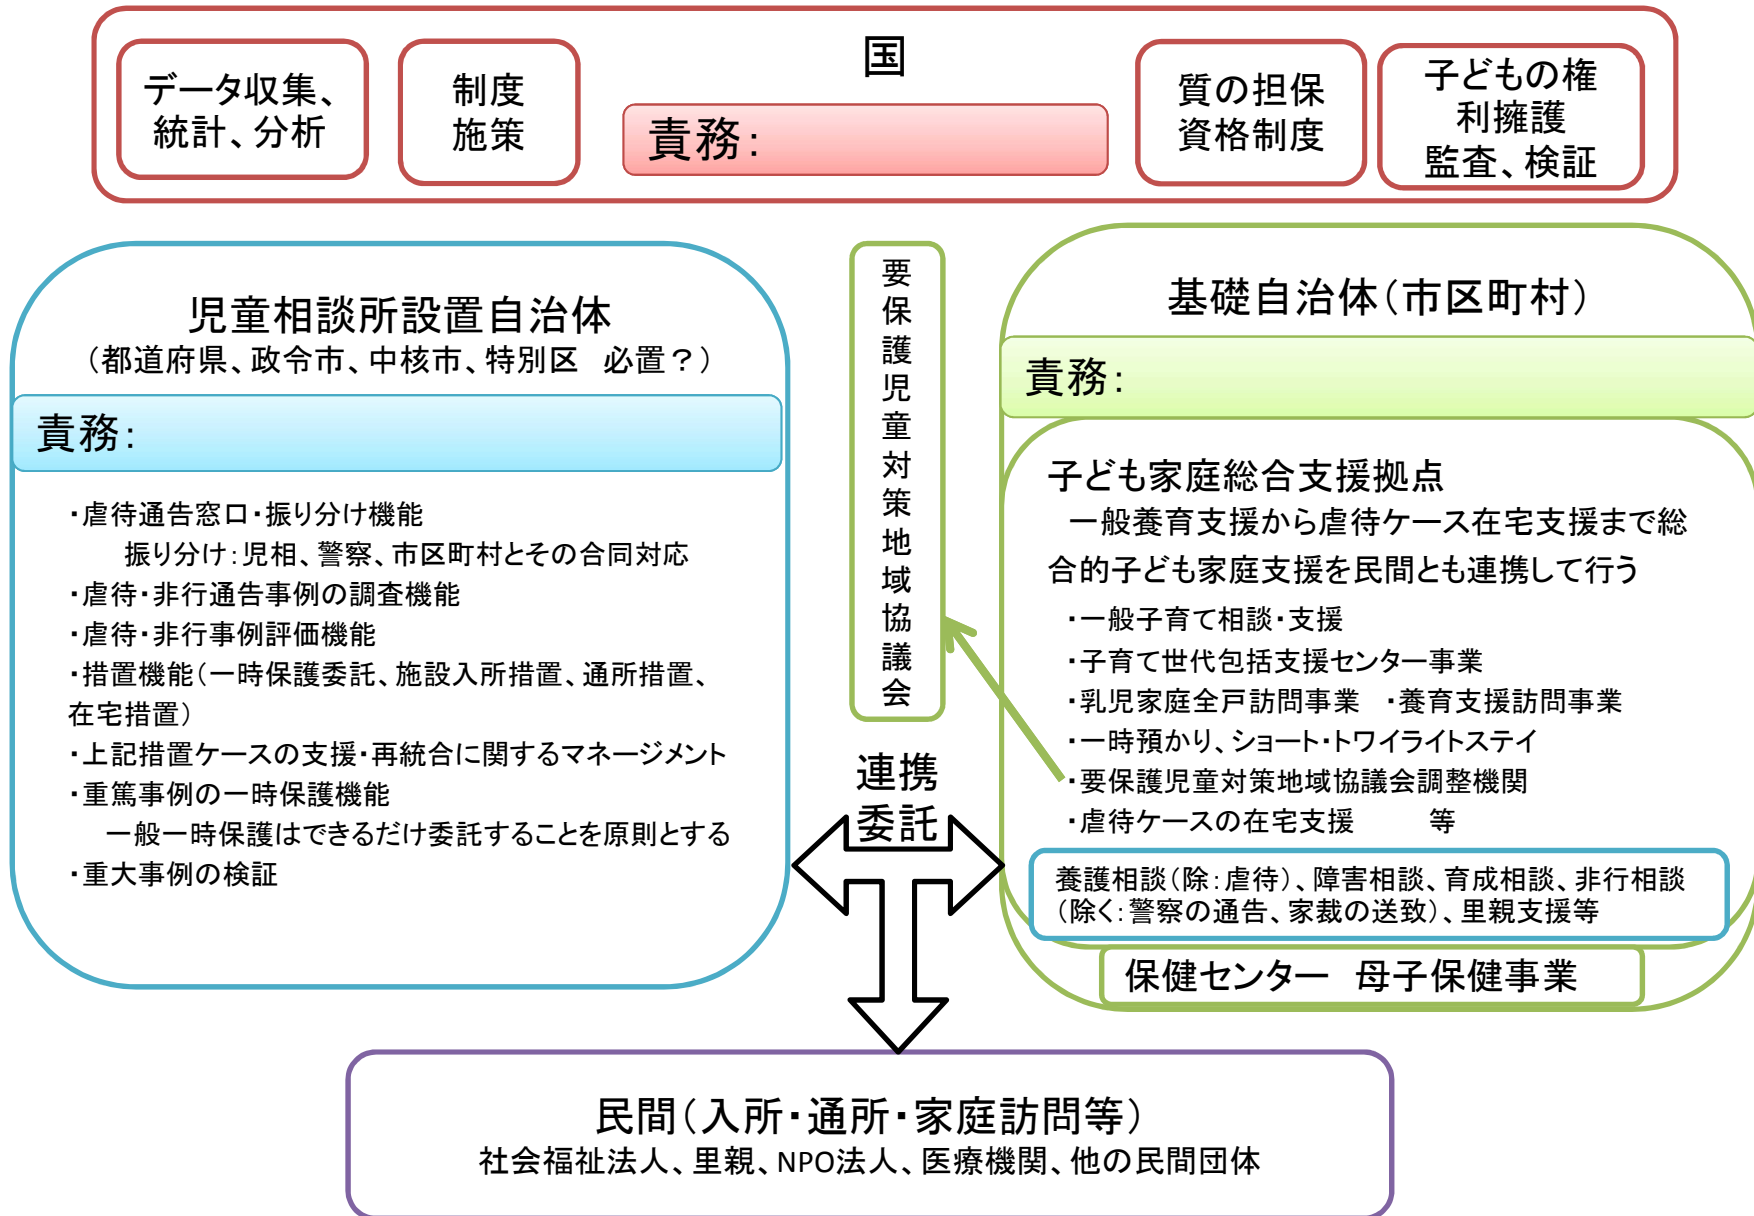 国
データ収集、
統計、分析
制度
施策
責務：
質の担保
資格制度
子どもの権
利擁護
監査、検証
児童相談所設置自治体
（都道府県、政令市、中核市、特別区　必置？）
責務：
・虐待通告窓口・振り分け機能
振り分け：児相、警察、市区町村とその合同対応
・虐待・非行通告事例の調査機能
・虐待・非行事例評価機能
・措置機能（一時保護委託、施設入所措置、通所措置、
在宅措置）
・上記措置ケースの支援・再統合に関するマネージメント
・重篤事例の一時保護機能
一般一時保護はできるだけ委託することを原則とする
・重大事例の検証
要保護児童対策地域協議会
連携
委託
基礎自治体（市区町村）
責務：
子ども家庭総合支援拠点
一般養育支援から虐待ケース在宅支援まで総
合的子ども家庭支援を民間とも連携して行う
・一般子育て相談・支援
・子育て世代包括支援センター事業
・乳児家庭全戸訪問事業　・養育支援訪問事業
・一時預かり、ショート・トワイライトステイ
・要保護児童対策地域協議会調整機関
・虐待ケースの在宅支援　　等
養護相談（除：虐待）、障害相談、育成相談、非行相談
（除く：警察の通告、家裁の送致）、里親支援等
保健センター　母子保健事業
民間（入所・通所・家庭訪問等）
社会福祉法人、里親、NPO法人、医療機関、他の民間団体